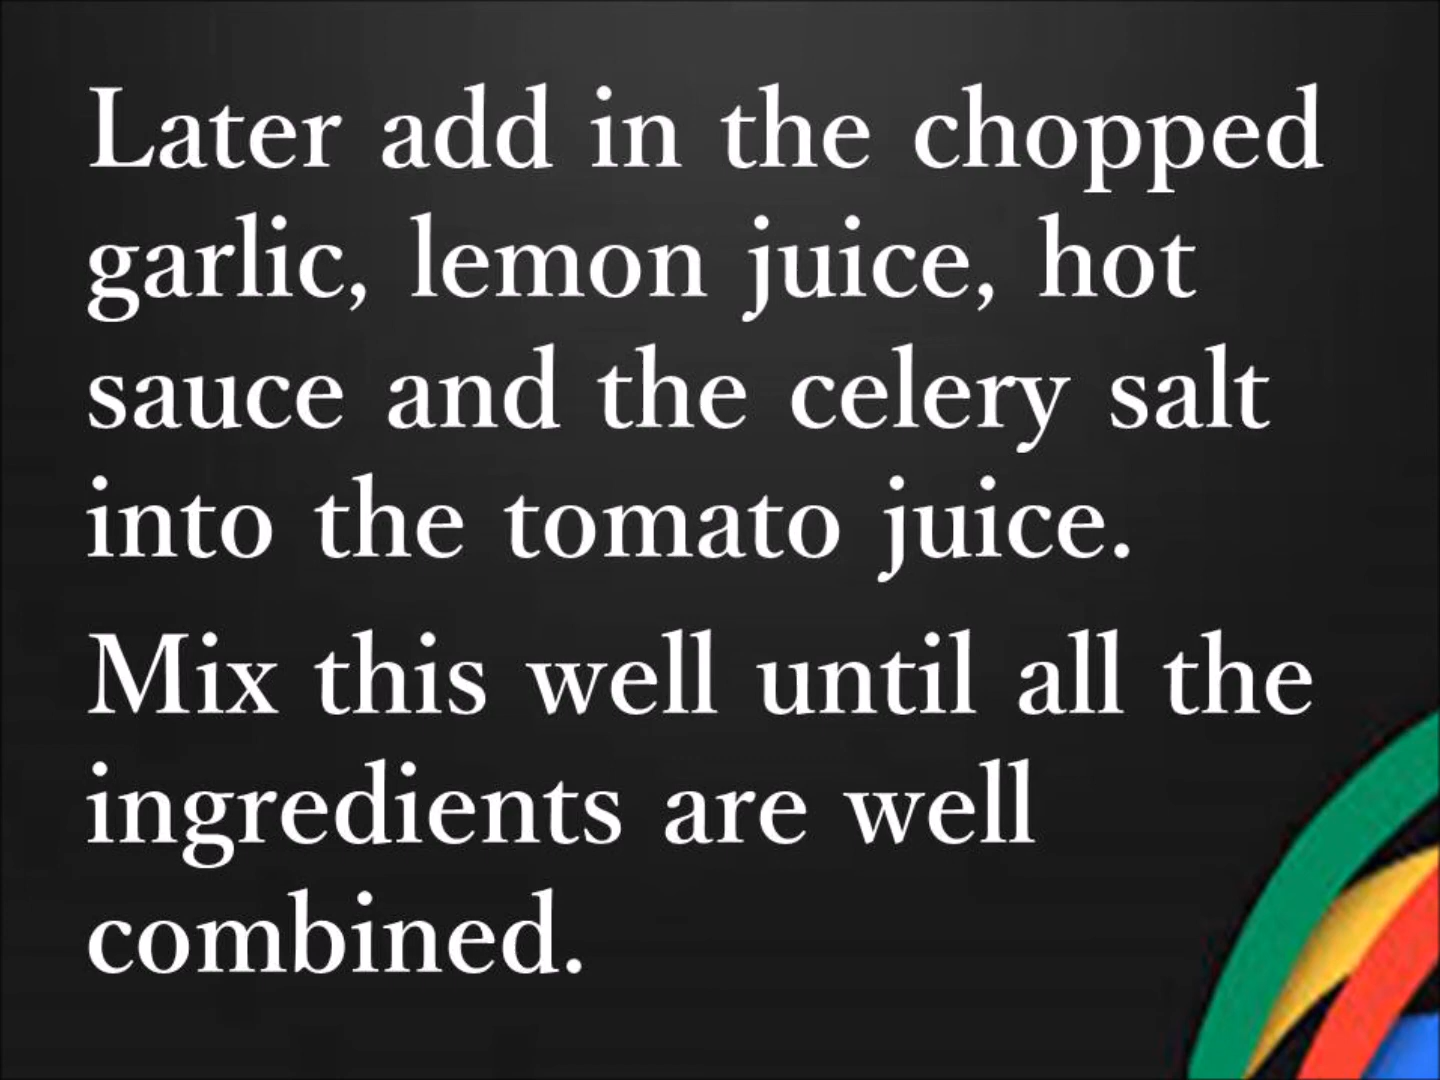 Later add in the chopped
garlic, lemon juice, hot
sauce and the celery salt
into the tomato juice.
Mix this well until all the
ingredients are well
combined.